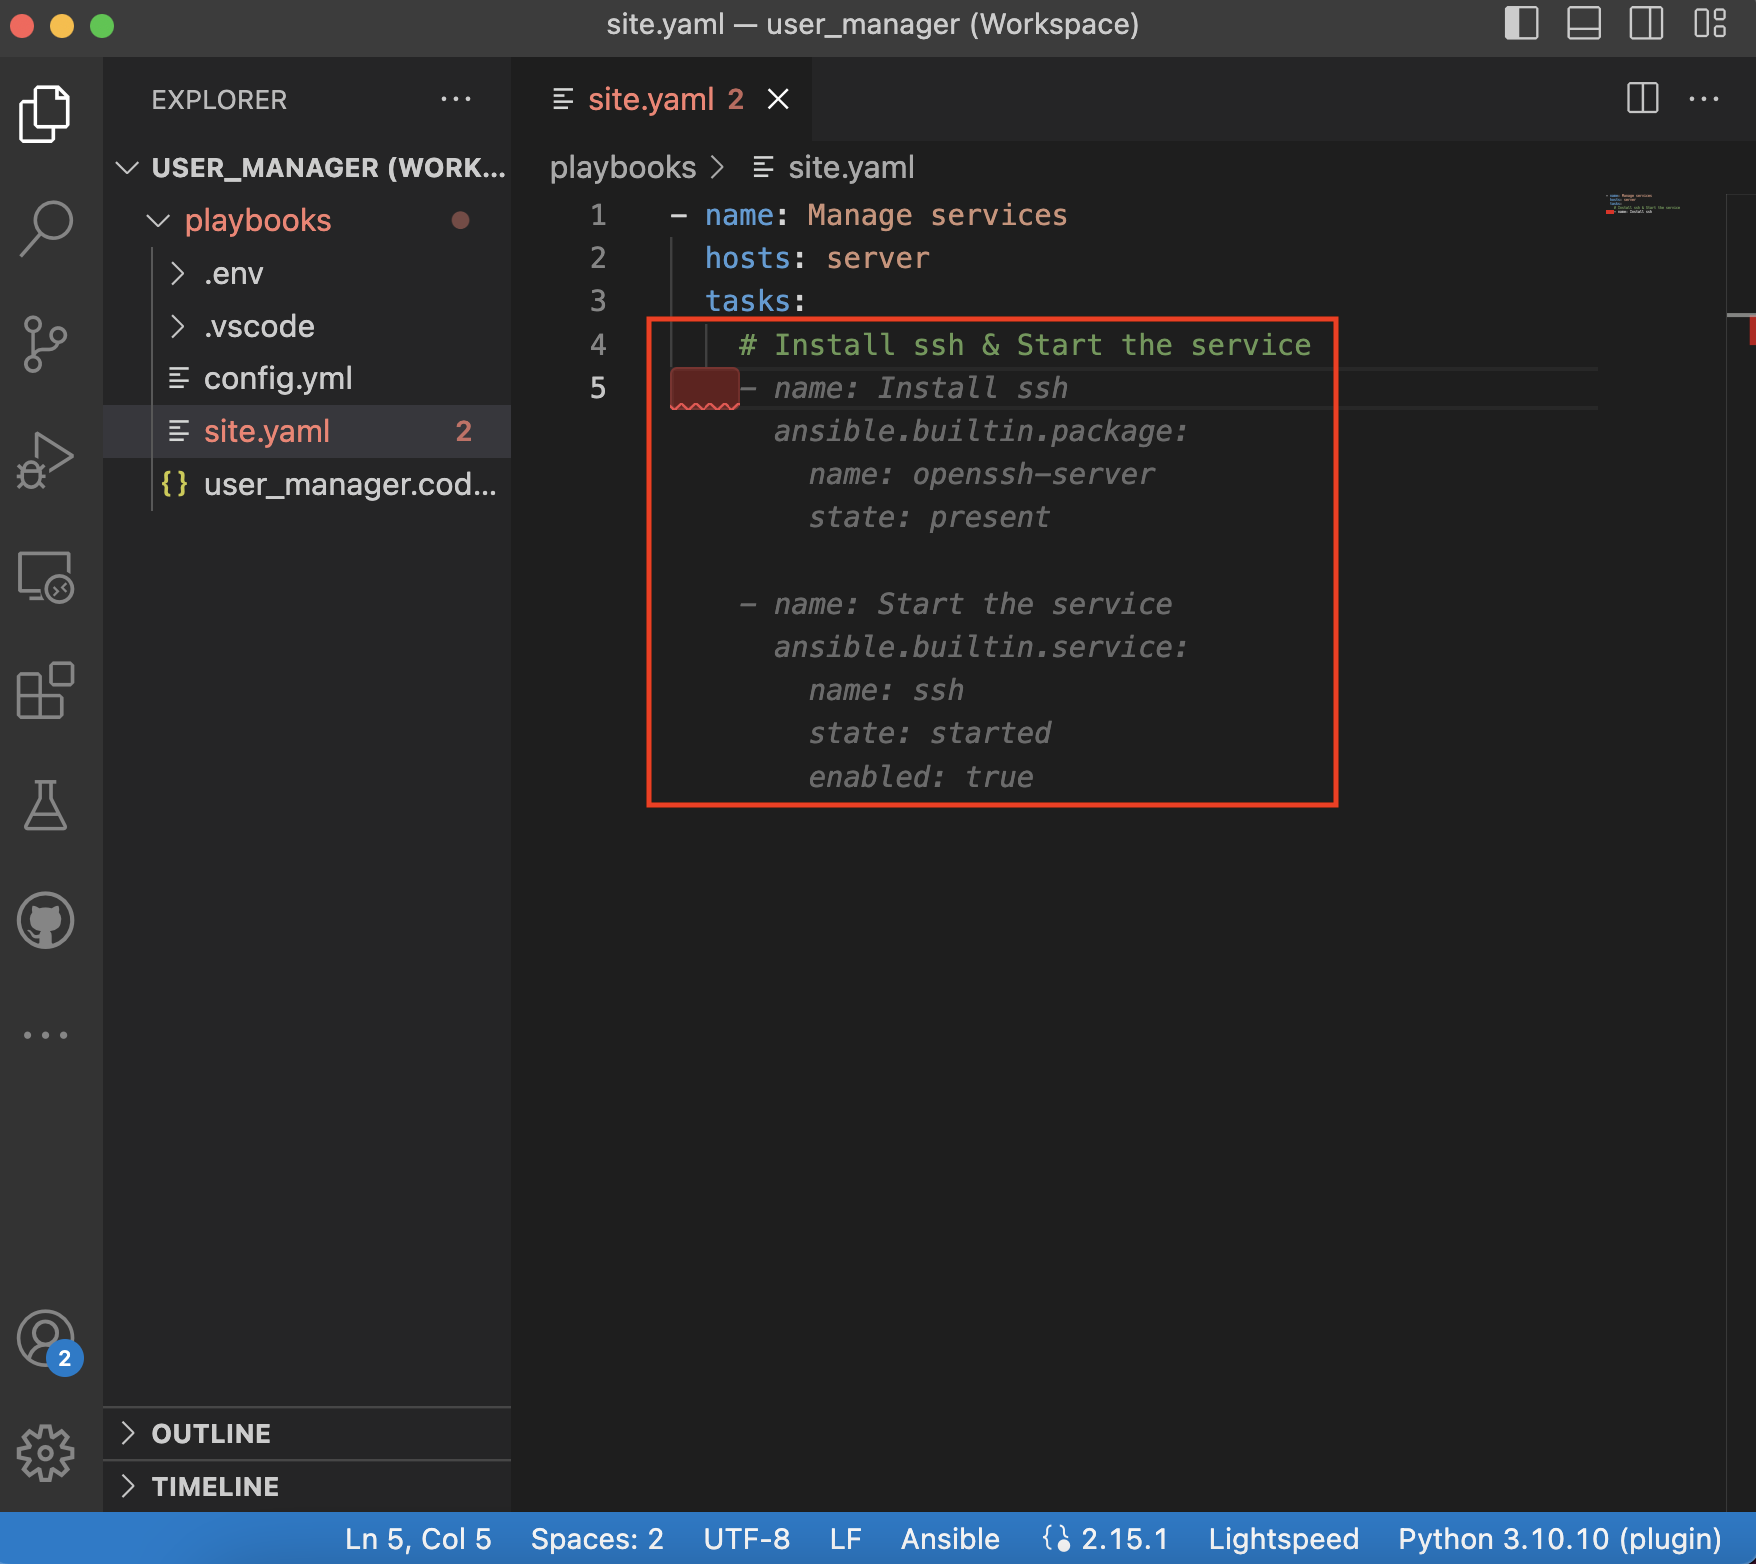 site.yaml — user_manager (Workspace)
EXPLORER
USER_MANAGER (WORK...
playbooks
.env
.vscode
config.yml
site.yaml 2
user_manager.cod...
OUTLINE
TIMELINE
site.yaml 2
playbooks > site.yaml
1 - name: Manage services
2 hosts: server
3 tasks:
4 # Install ssh & Start the service
5 - name: Install ssh
ansible.builtin.package:
name: openssh-server
state: present
- name: Start the service
ansible.builtin.service:
name: ssh
state: started
enabled: true
2
Ln 5, Col 5 Spaces: 2 UTF-8 LF Ansible 2.15.1 Lightspeed Python 3.10.10 (plugin)